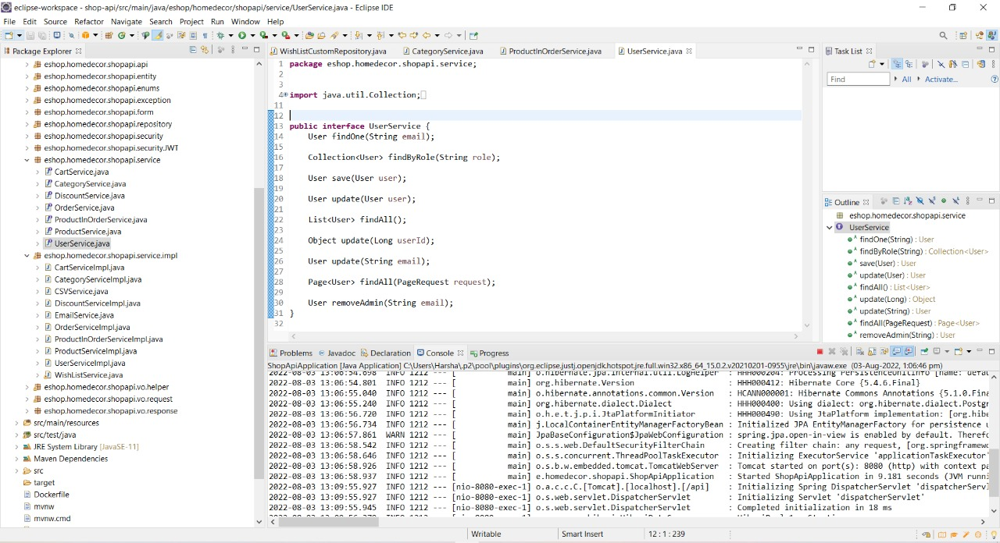 eclipse-workspace - shop-api/src/main/java/eshop/homedecor/shopapi/service/UserService.java - Eclipse IDE
File Edit Source Refactor Navigate Search Project Run Window Help
Package Explorer
eshop.homedecor.shopapi.api
eshop.homedecor.shopapi.entity
eshop.homedecor.shopapi.enums
eshop.homedecor.shopapi.exception
eshop.homedecor.shopapi.form
eshop.homedecor.shopapi.repository
eshop.homedecor.shopapi.security
eshop.homedecor.shopapi.security.JWT
eshop.homedecor.shopapi.service
CartService.java
CategoryService.java
DiscountService.java
OrderService.java
ProductInOrderService.java
ProductService.java
UserService.java
eshop.homedecor.shopapi.service.impl
CartServiceImpl.java
CategoryServiceImpl.java
CSVService.java
DiscountServiceImpl.java
EmailService.java
OrderServiceImpl.java
ProductInOrderServiceImpl.java
ProductServiceImpl.java
UserServiceImpl.java
WishListService.java
eshop.homedecor.shopapi.vo.helper
eshop.homedecor.shopapi.vo.request
eshop.homedecor.shopapi.vo.response
src/main/resources
src/test/java
JRE System Library [JavaSE-11]
Maven Dependencies
src
target
Dockerfile
mvnw
mvnw.cmd
WishListCustomRepository.java CategoryService.java ProductInOrderService.java UserService.java
1 package eshop.homedecor.shopapi.service;
2
3
4 import java.util.Collection;
11
12
13 public interface UserService {
14 User findOne(String email);
15
16 Collection<User> findByRole(String role);
17
18 User save(User user);
19
20 User update(User user);
21
22 List<User> findAll();
23
24 Object update(Long userId);
25
26 User update(String email);
27
28 Page<User> findAll(PageRequest request);
29
30 User removeAdmin(String email);
31 }
32
Task List
Find All Activate...
Outline
eshop.homedecor.shopapi.service
UserService
findOne(String) : User
findByRole(String) : Collection<User>
save(User) : User
update(User) : User
findAll() : List<User>
update(Long) : Object
update(String) : User
findAll(PageRequest) : Page<User>
removeAdmin(String) : User
Problems Javadoc Declaration Console Progress
ShopApiApplication [Java Application] C:\Users\Harsha\.p2\pool\plugins\org.eclipse.justj.openjdk.hotspot.jre.full.win32.x86_64_15.0.2.v20210201-0955\jre\bin\javaw.exe (03-Aug-2022, 1:06:46 pm)
2022-08-03 13:06:54.698 INFO 1212 --- [ main] o.hibernate.jpa.internal.util.LogHelper : HHH000204: Processing PersistenceUnitInfo [name: defau
2022-08-03 13:06:54.801 INFO 1212 --- [ main] org.hibernate.Version : HHH000412: Hibernate Core {5.4.6.Final}
2022-08-03 13:06:55.040 INFO 1212 --- [ main] o.hibernate.annotations.common.Version : HCANN000001: Hibernate Commons Annotations {5.1.0.Fina
2022-08-03 13:06:55.240 INFO 1212 --- [ main] org.hibernate.dialect.Dialect : HHH000400: Using dialect: org.hibernate.dialect.Postgr
2022-08-03 13:06:56.720 INFO 1212 --- [ main] o.h.e.t.j.p.i.JtaPlatformInitiator : HHH000490: Using JtaPlatform implementation: [org.hib
2022-08-03 13:06:56.734 INFO 1212 --- [ main] j.LocalContainerEntityManagerFactoryBean : Initialized JPA EntityManagerFactory for persistence u
2022-08-03 13:06:57.861 WARN 1212 --- [ main] JpaBaseConfiguration$JpaWebConfiguration : spring.jpa.open-in-view is enabled by default. Therefo
2022-08-03 13:06:58.542 INFO 1212 --- [ main] o.s.s.web.DefaultSecurityFilterChain : Creating filter chain: any request, [org.springframewo
2022-08-03 13:06:58.646 INFO 1212 --- [ main] o.s.s.concurrent.ThreadPoolTaskExecutor : Initializing ExecutorService 'applicationTaskExecutor'
2022-08-03 13:06:58.926 INFO 1212 --- [ main] o.s.b.w.embedded.tomcat.TomcatWebServer : Tomcat started on port(s): 8080 (http) with context pa
2022-08-03 13:06:58.937 INFO 1212 --- [ main] e.homedecor.shopapi.ShopApiApplication : Started ShopApiApplication in 9.181 seconds (JVM runni
2022-08-03 13:09:55.927 INFO 1212 --- [nio-8080-exec-1] o.a.c.c.C.[Tomcat].[localhost].[/api] : Initializing Spring DispatcherServlet 'dispatcherServl
2022-08-03 13:09:55.927 INFO 1212 --- [nio-8080-exec-1] o.s.web.servlet.DispatcherServlet : Initializing Servlet 'dispatcherServlet'
2022-08-03 13:09:55.945 INFO 1212 --- [nio-8080-exec-1] o.s.web.servlet.DispatcherServlet : Completed initialization in 18 ms
Writable Smart Insert 12 : 1 : 239